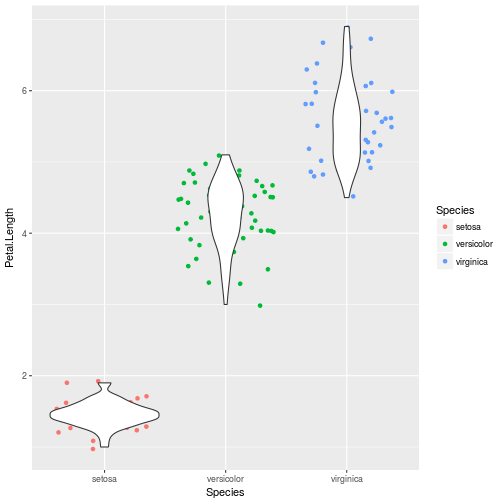 Petal.Length
6
4
2
setosa versicolor virginica
Species
Species
setosa
versicolor
virginica